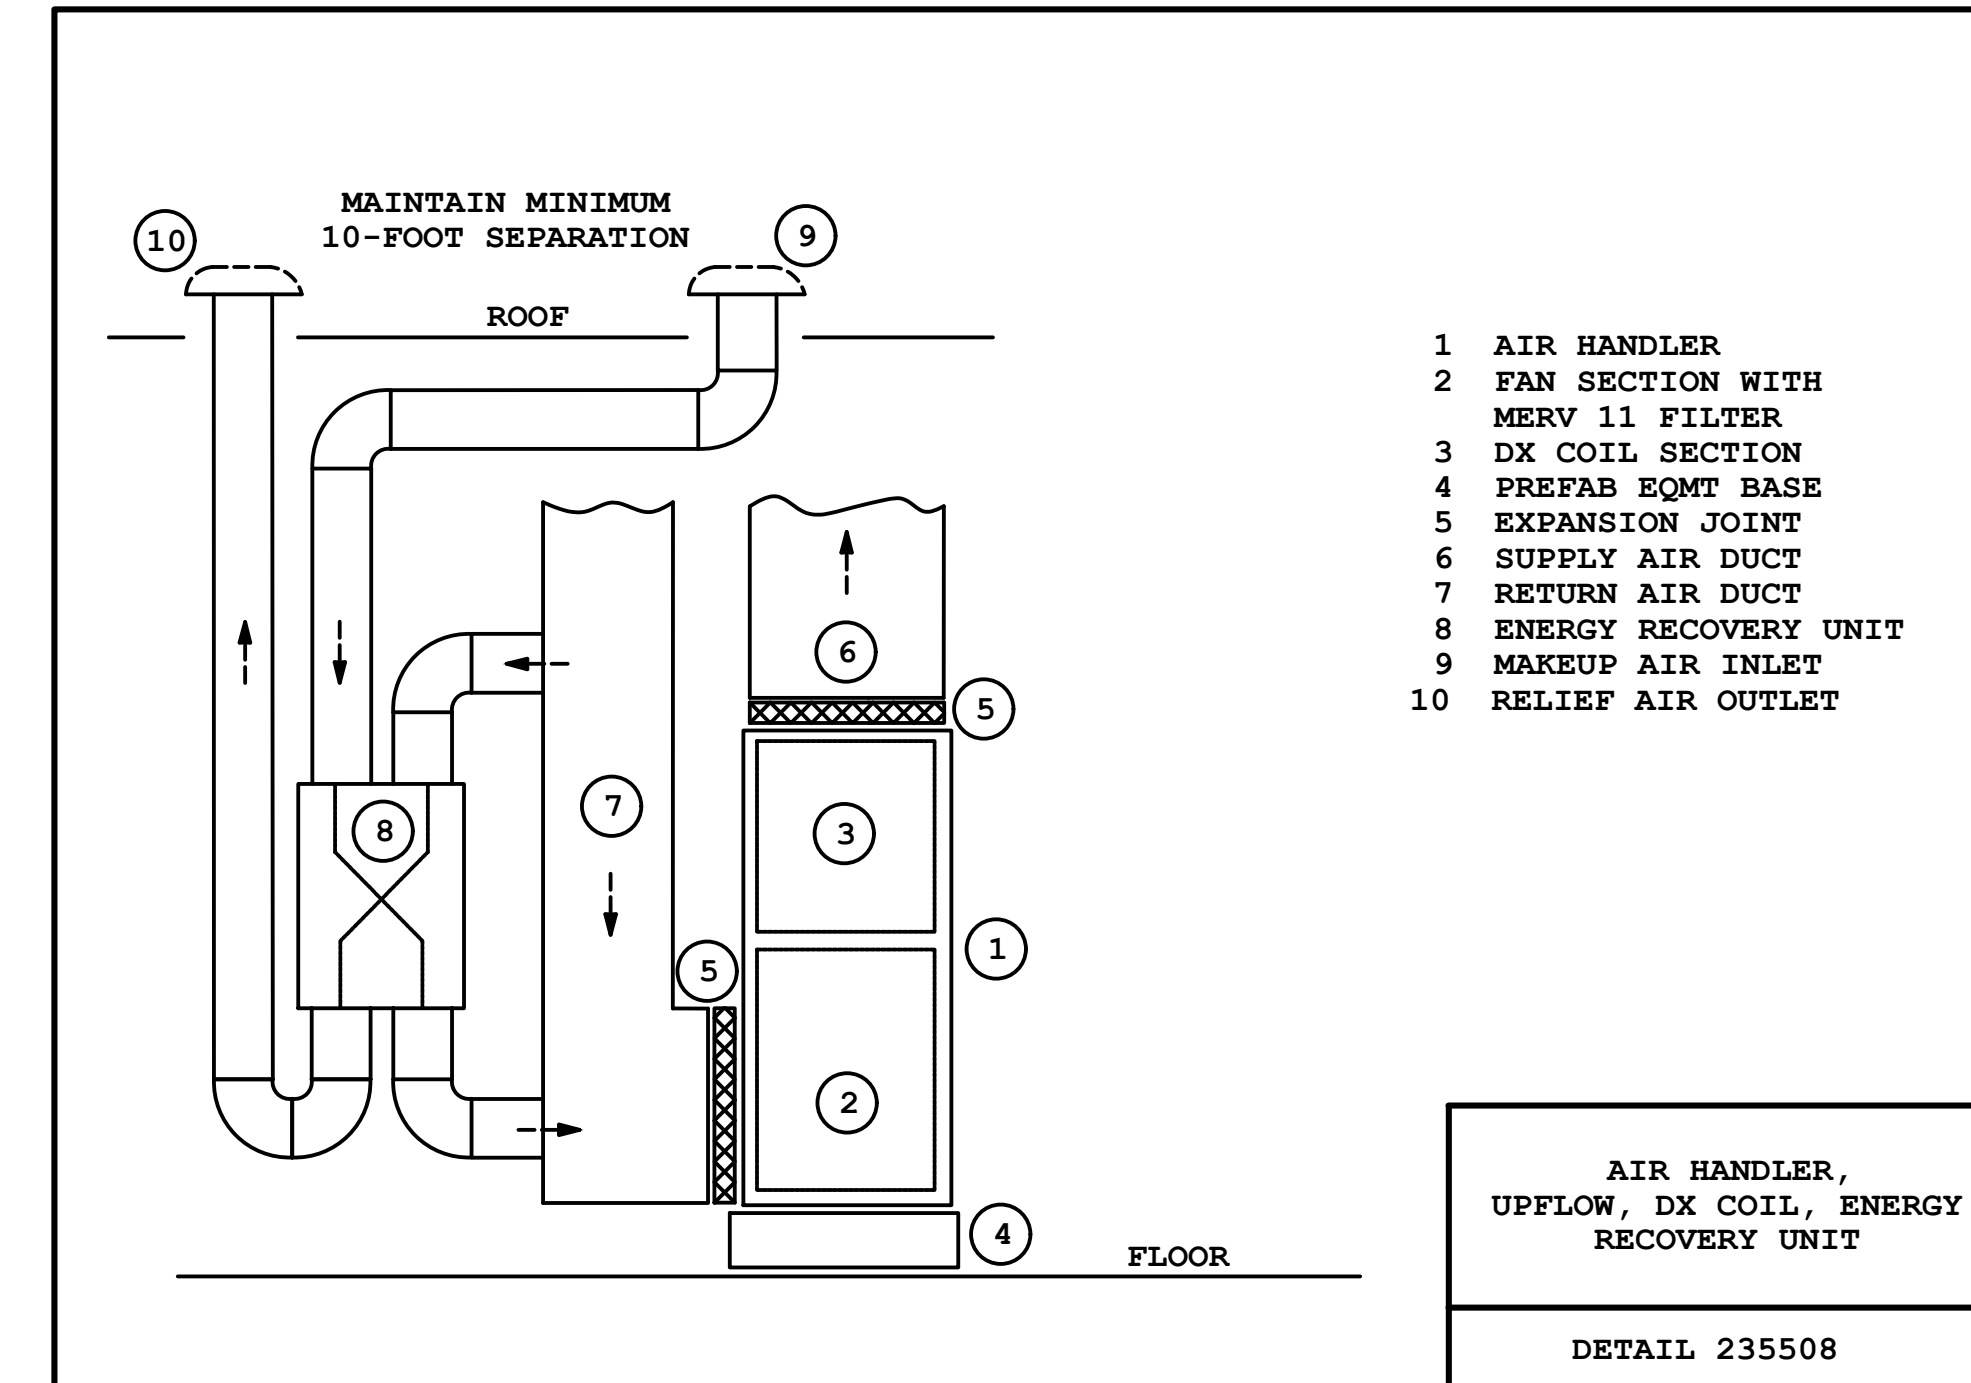 MAINTAIN MINIMUM
10-FOOT SEPARATION
10
9
ROOF
1 AIR HANDLER
2 FAN SECTION WITH
MERV 11 FILTER
3 DX COIL SECTION
4 PREFAB EQMT BASE
5 EXPANSION JOINT
6 SUPPLY AIR DUCT
7 RETURN AIR DUCT
8 ENERGY RECOVERY UNIT
9 MAKEUP AIR INLET
10 RELIEF AIR OUTLET
6
5
7
8
3
1
5
2
4
FLOOR
AIR HANDLER,
UPFLOW, DX COIL, ENERGY
RECOVERY UNIT
DETAIL 235508